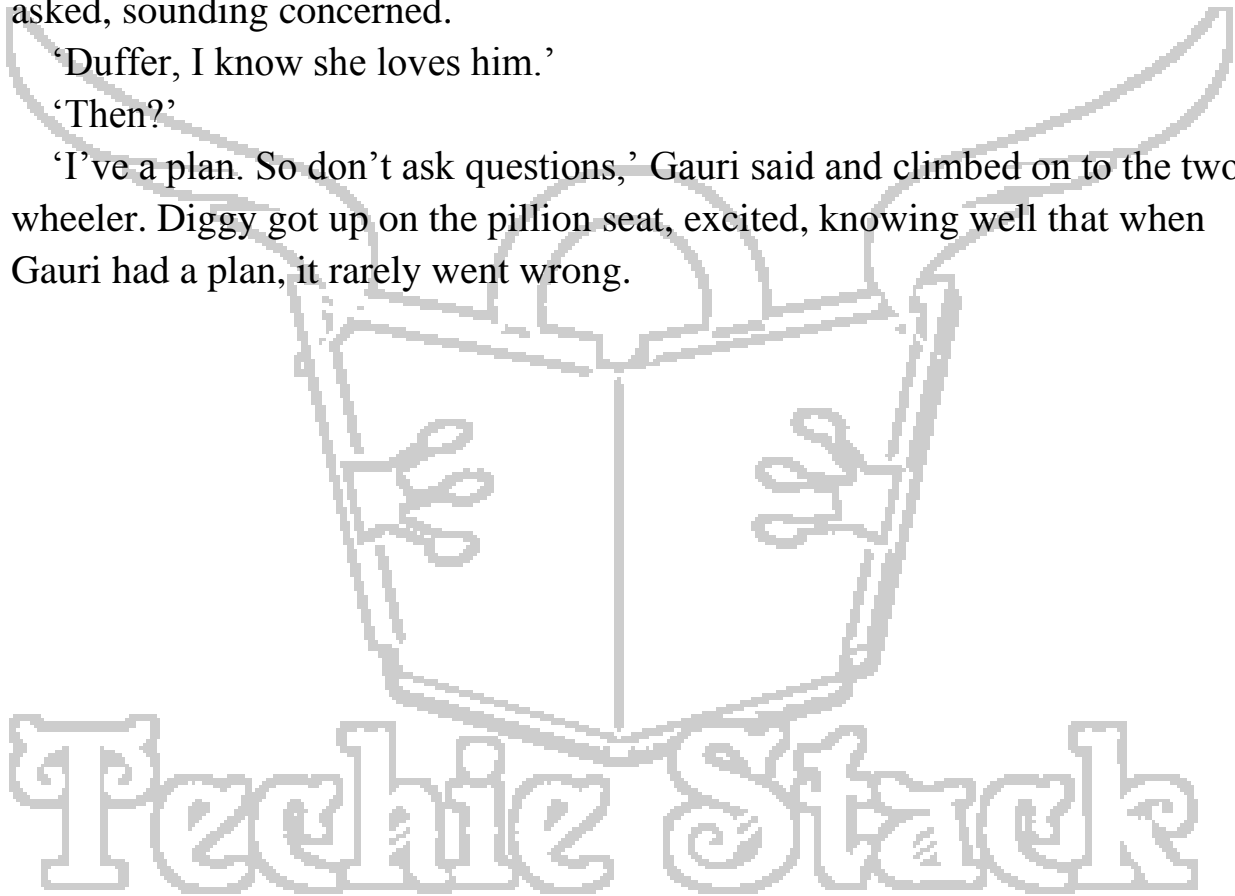 asked, sounding concerned.
‘Duffer, I know she loves him.’
‘Then?’
‘I’ve a plan. So don’t ask questions,’ Gauri said and climbed on to the two
wheeler. Diggy got up on the pillion seat, excited, knowing well that when
Gauri had a plan, it rarely went wrong.
Techie Stack